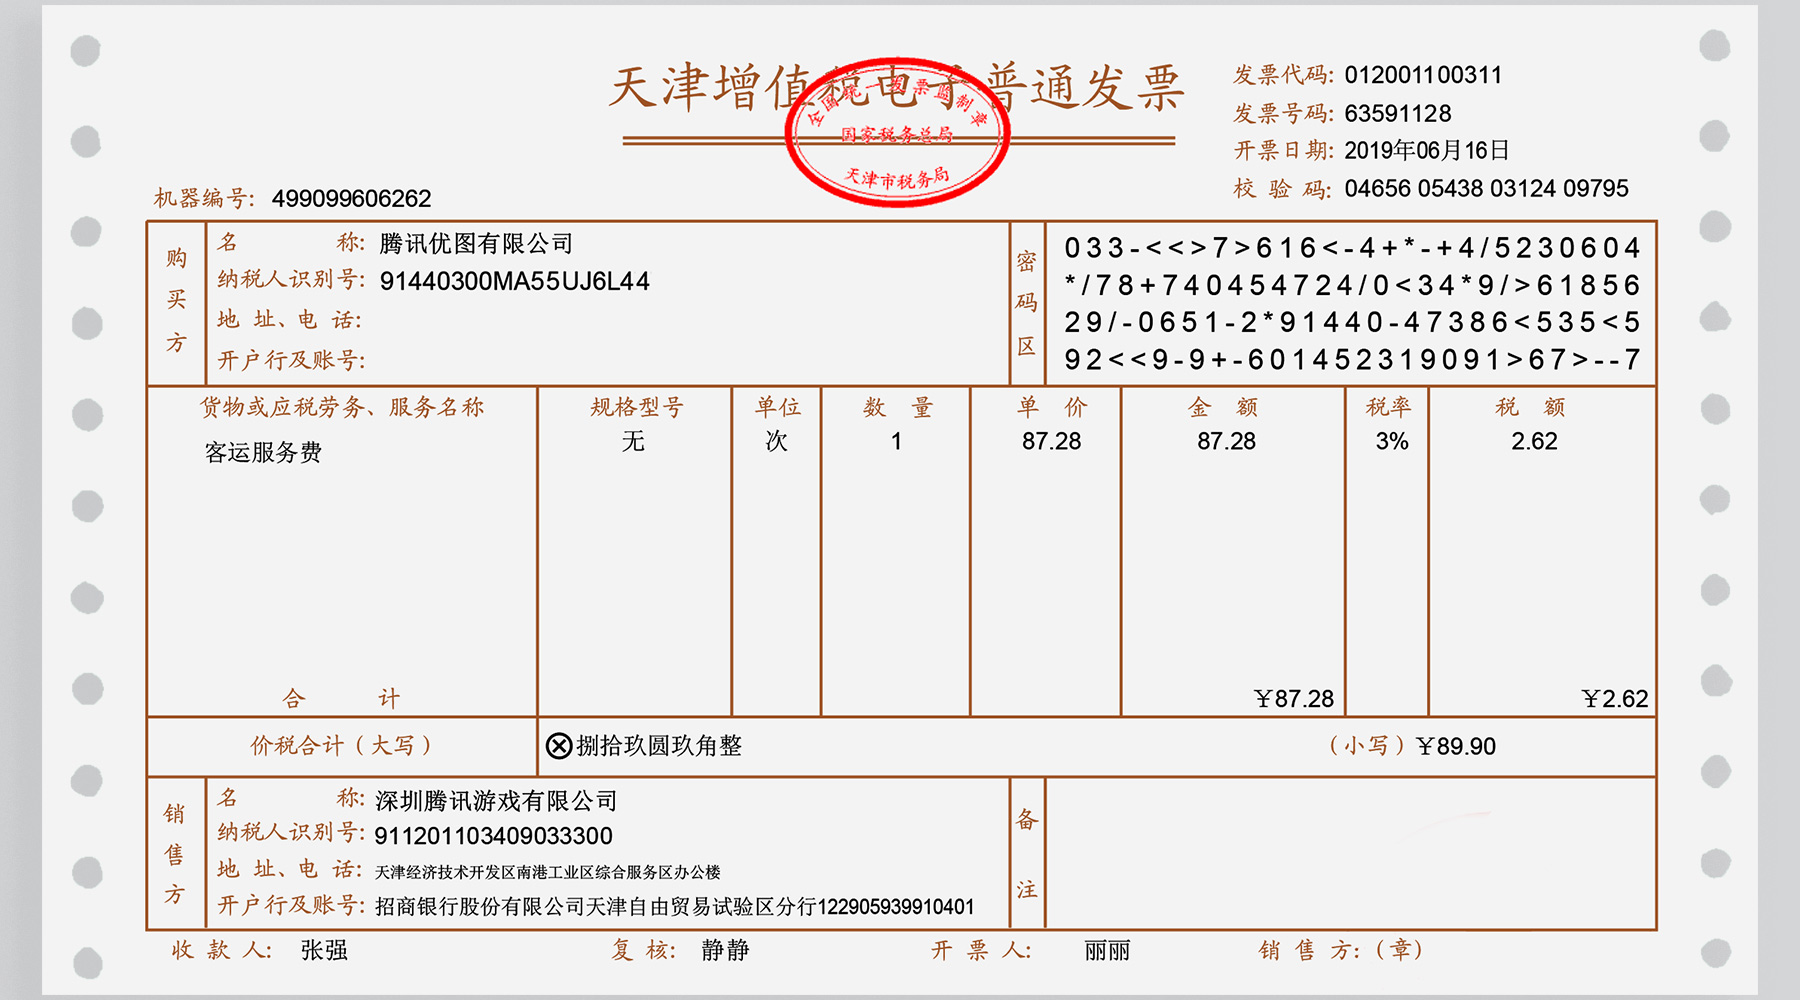 天津增值税电子普通发票
全国统一发票监制章
国家税务总局
天津市税务局
发票代码: 012001100311
发票号码: 63591128
开票日期: 2019年06月16日
校 验 码: 04656 05438 03124 09795
机器编号: 499099606262
购买方
名 称: 腾讯优图有限公司
纳税人识别号: 91440300MA55UJ6L44
地 址、电 话:
开户行及账号:
密码区
033-<<>7>616<-4+*-+4/5230604
*/78+740454724/0<34*9/>61856
29/-0651-2*91440-47386<535<5
92<<9-9+-601452319091>67>--7
货物或应税劳务、服务名称 规格型号 单位 数 量 单 价 金 额 税率 税 额
客运服务费 无 次 1 87.28 87.28 3% 2.62
合 计 ¥87.28 ¥2.62
价税合计（大写） ⊗捌拾玖圆玖角整 （小写）¥89.90
销售方
名 称: 深圳腾讯游戏有限公司
纳税人识别号: 911201103409033300
地 址、电 话: 天津经济技术开发区南港工业区综合服务区办公楼
开户行及账号: 招商银行股份有限公司天津自由贸易试验区分行122905939910401
备注
收 款 人: 张强 复 核: 静静 开 票 人: 丽丽 销 售 方:（章）